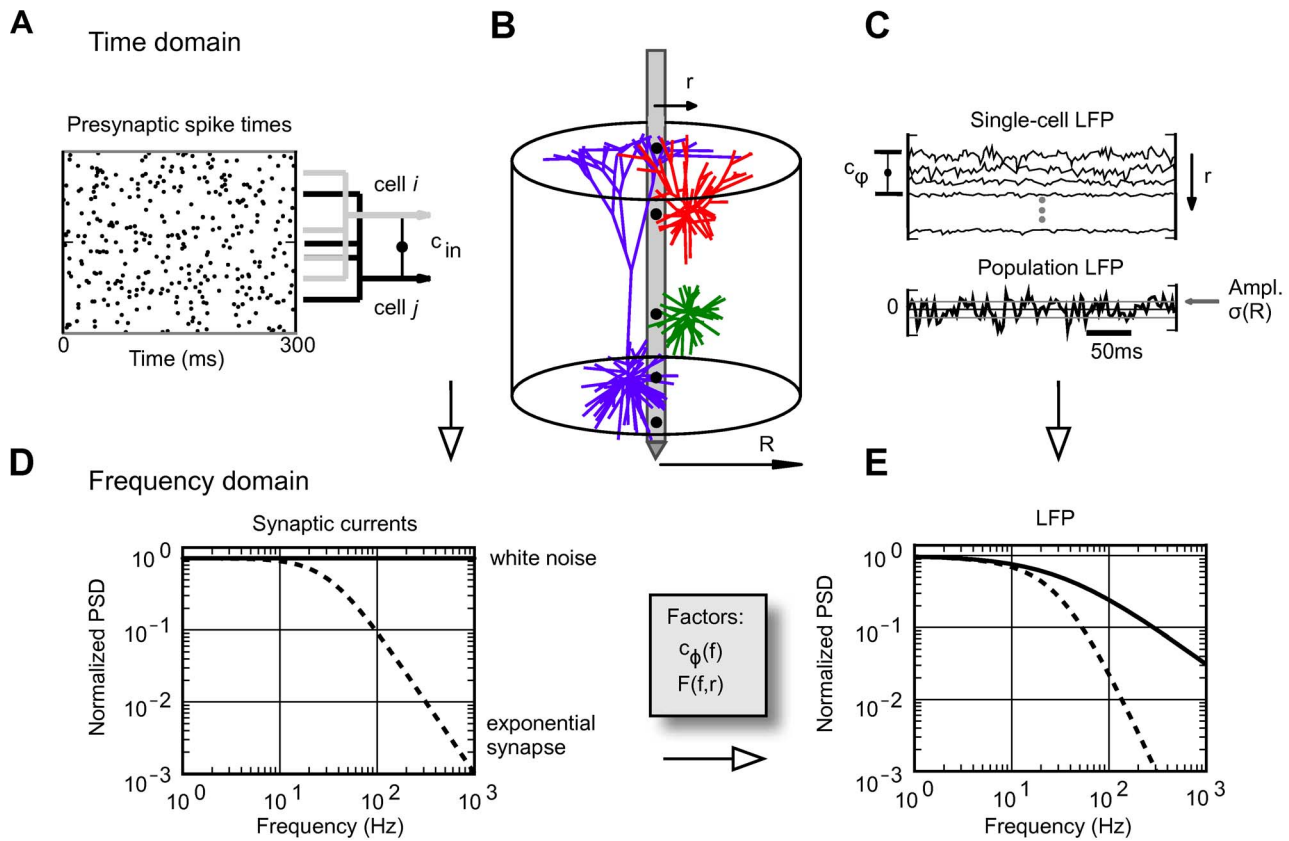 A
Time domain
Presynaptic spike times
cell i
c in
cell j
0
300
Time (ms)
B
r
R
C
Single-cell LFP
cφ
r
Population LFP
0
Ampl.
σ(R)
50ms
D
Frequency domain
Synaptic currents
Normalized PSD
10 0
10 -1
10 -2
10 -3
white noise
exponential
synapse
10 0
10 1
10 2
10 3
Frequency (Hz)
Factors:
cϕ(f)
F(f,r)
E
LFP
Normalized PSD
10 0
10 -1
10 -2
10 -3
10 0
10 1
10 2
10 3
Frequency (Hz)